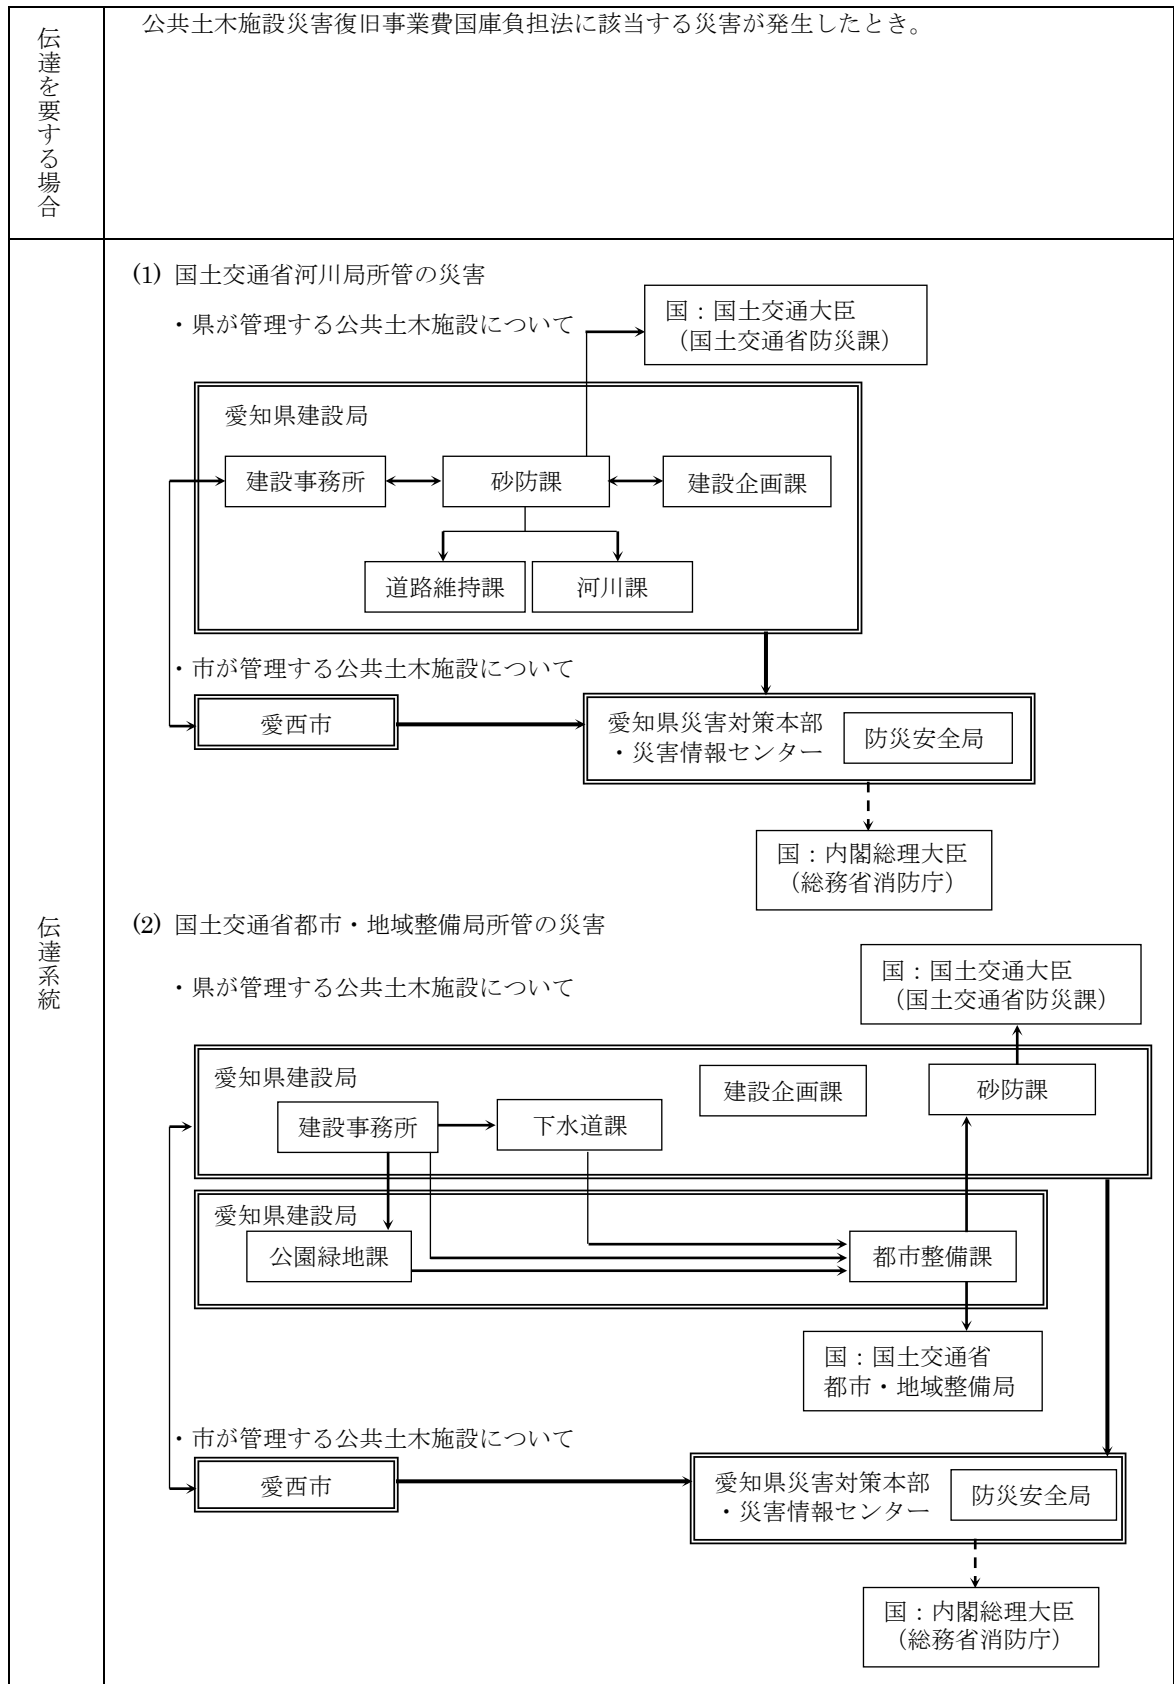 伝達を要する場合
公共土木施設災害復旧事業費国庫負担法に該当する災害が発生したとき。
伝達系統
(1) 国土交通省河川局所管の災害
・県が管理する公共土木施設について
国：国土交通大臣
（国土交通省防災課）
愛知県建設局
建設事務所
砂防課
建設企画課
道路維持課
河川課
・市が管理する公共土木施設について
愛西市
愛知県災害対策本部
・災害情報センター
防災安全局
国：内閣総理大臣
（総務省消防庁）
(2) 国土交通省都市・地域整備局所管の災害
・県が管理する公共土木施設について
国：国土交通大臣
（国土交通省防災課）
愛知県建設局
建設事務所
下水道課
建設企画課
砂防課
愛知県建設局
公園緑地課
都市整備課
国：国土交通省
都市・地域整備局
・市が管理する公共土木施設について
愛西市
愛知県災害対策本部
・災害情報センター
防災安全局
国：内閣総理大臣
（総務省消防庁）